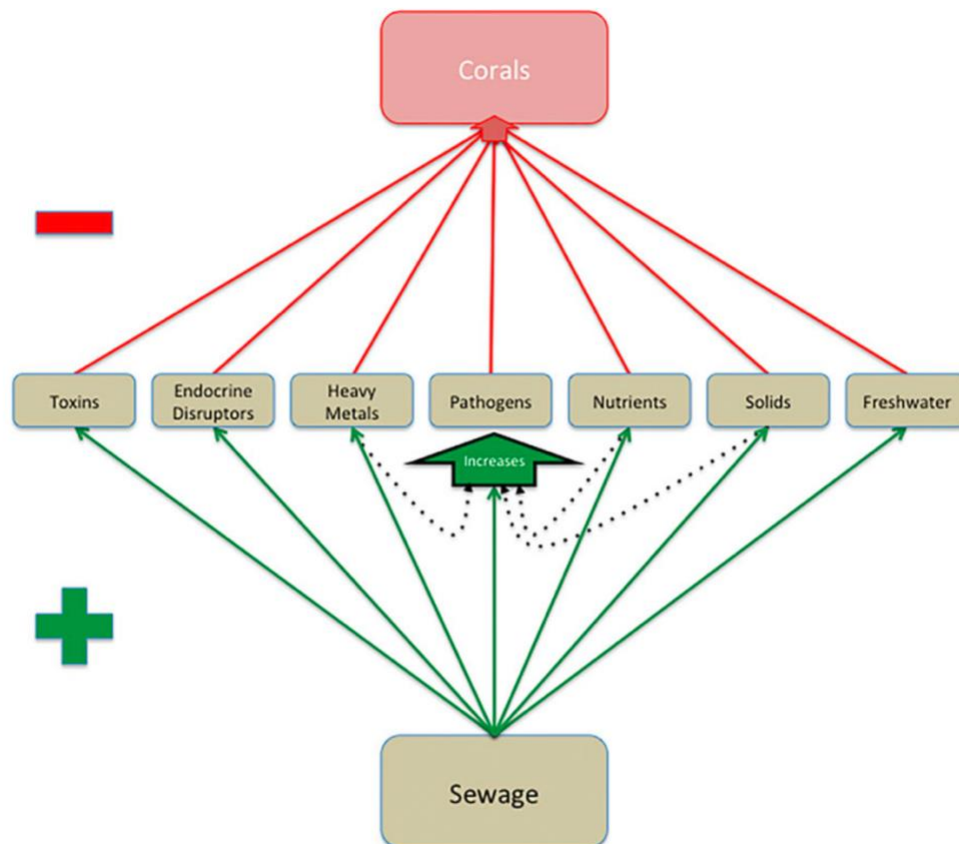 Corals
Toxins
Endocrine
Disruptors
Heavy
Metals
Pathogens
Nutrients
Solids
Freshwater
Increases
Sewage